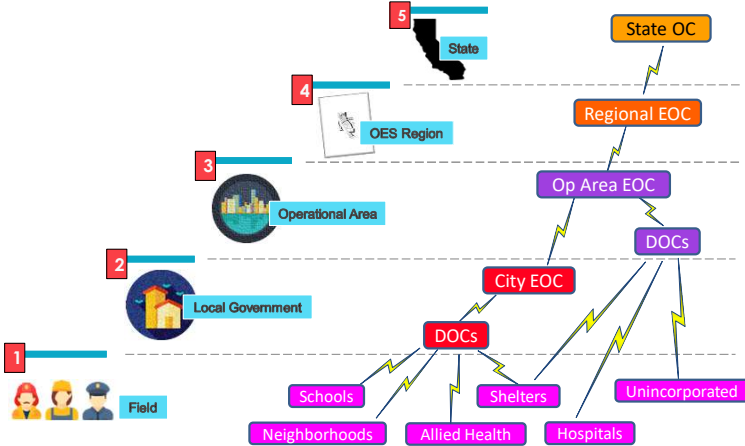 5
State
State OC
4
OES Region
Regional EOC
3
Operational Area
Op Area EOC
DOCs
2
Local Government
City EOC
DOCs
1
Field
Schools
Shelters
Unincorporated
Neighborhoods
Allied Health
Hospitals